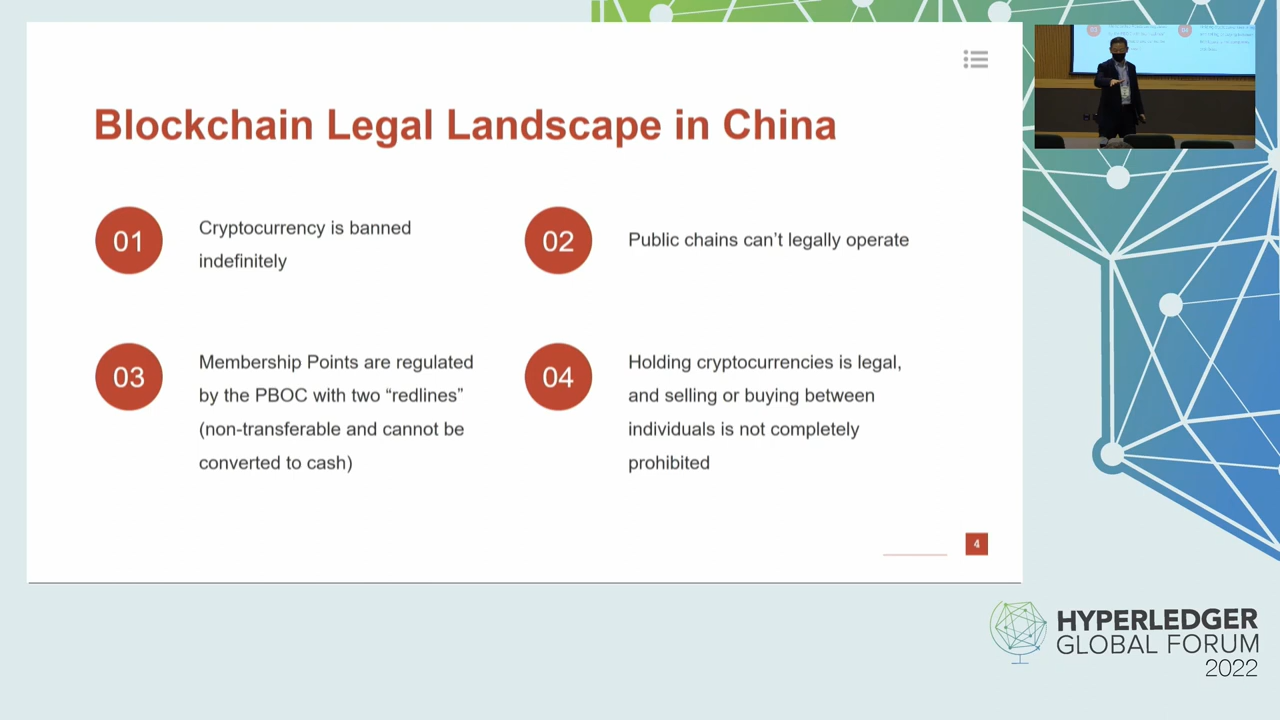 Blockchain Legal Landscape in China
01
Cryptocurrency is banned
indefinitely
02
Public chains can’t legally operate
03
Membership Points are regulated
by the PBOC with two “redlines”
(non-transferable and cannot be
converted to cash)
04
Holding cryptocurrencies is legal,
and selling or buying between
individuals is not completely
prohibited
4
HYPERLEDGER
GLOBAL FORUM
2022